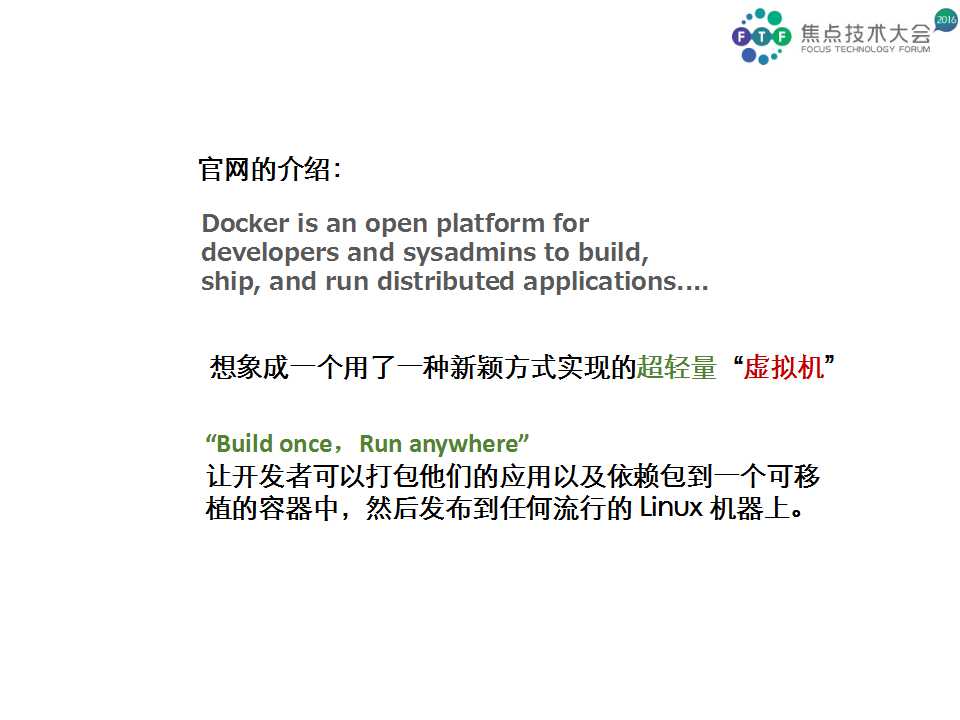 2016
FTF 焦点技术大会
FOCUS TECHNOLOGY FORUM
官网的介绍：
Docker is an open platform for
developers and sysadmins to build,
ship, and run distributed applications....
想象成一个用了一种新颖方式实现的超轻量“虚拟机”
“Build once，Run anywhere”
让开发者可以打包他们的应用以及依赖包到一个可移
植的容器中，然后发布到任何流行的 Linux 机器上。